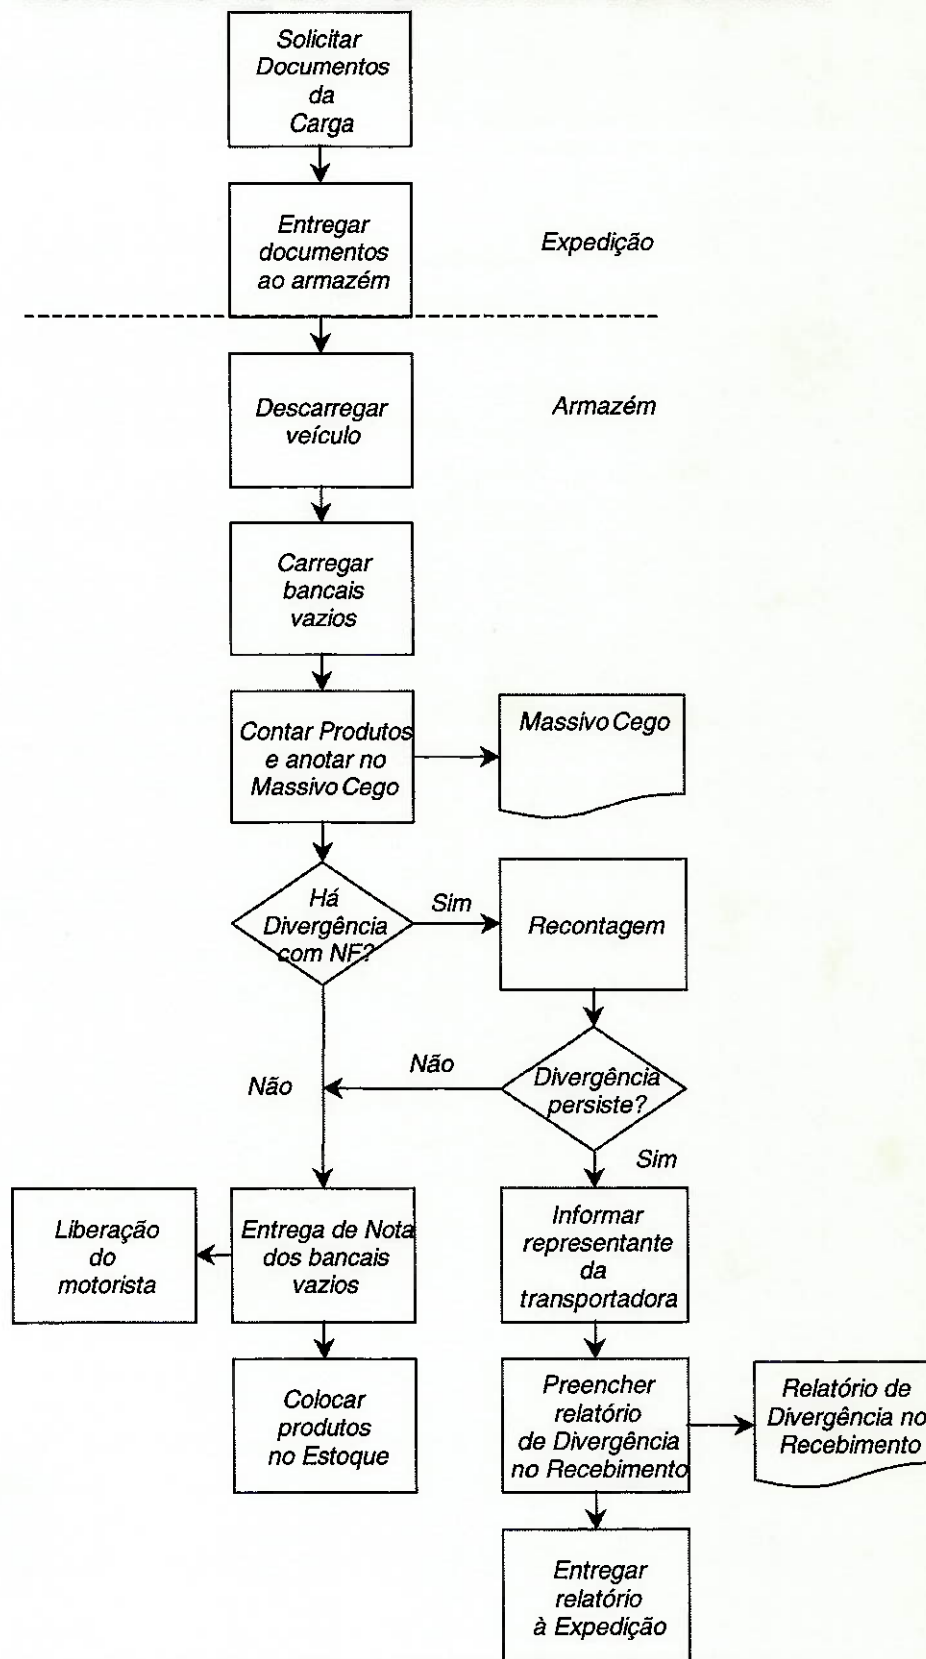 Solicitar
Documentos
da
Carga
Entregar
documentos
ao armazém
Expedição
Descarregar
veículo
Armazém
Carregar
bancais
vazios
Contar Produtos
e anotar no
Massivo Cego
Massivo Cego
Há
Divergência
com NF?
Sim
Recontagem
Não
Não
Divergência
persiste?
Sim
Liberação
do
motorista
Entrega de Nota
dos bancais
vazios
Informar
representante
da
transportadora
Colocar
produtos
no Estoque
Preencher
relatório
de Divergência
no Recebimento
Relatório de
Divergência no
Recebimento
Entregar
relatório
à Expedição